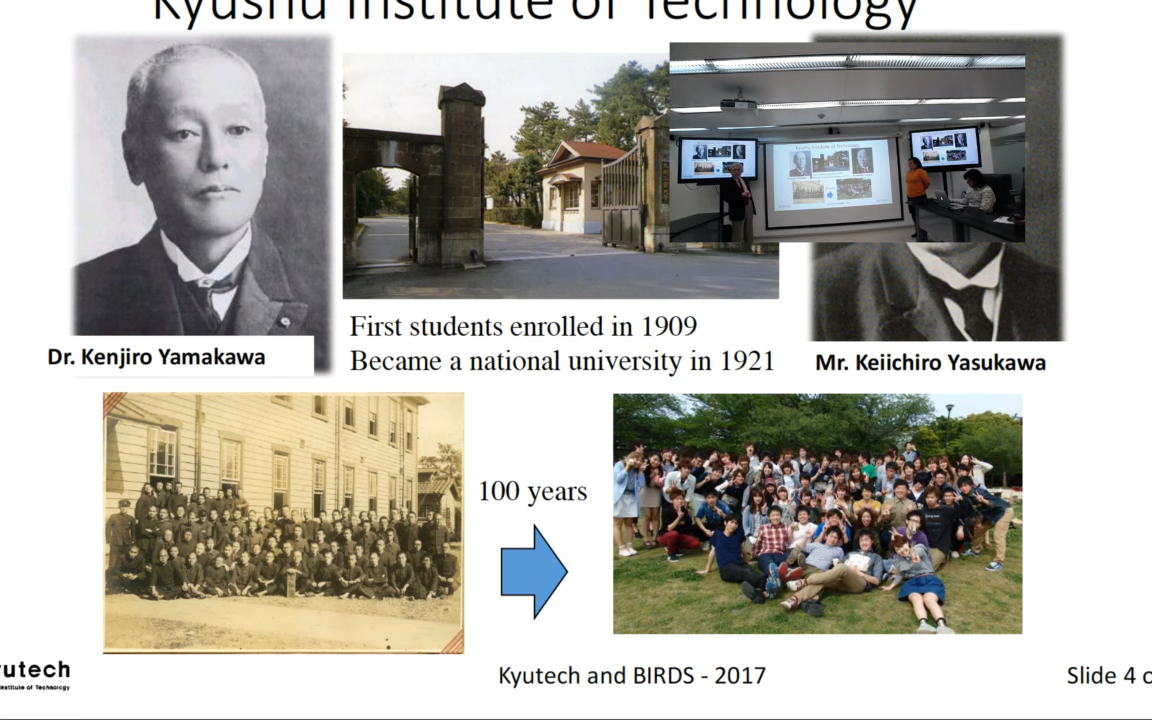 Kyushu Institute of Technology
Dr. Kenjiro Yamakawa
First students enrolled in 1909
Became a national university in 1921
Mr. Keiichiro Yasukawa
100 years
yutech
Institute of Technology
Kyutech and BIRDS - 2017
Slide 4 o